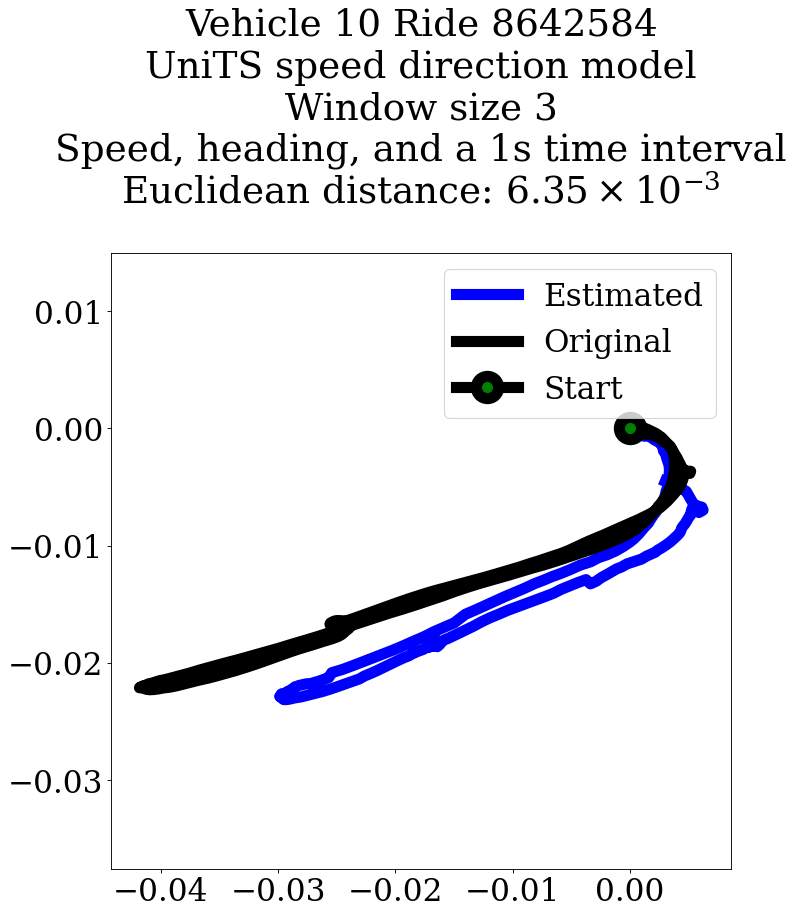 Vehicle 10 Ride 8642584
UniTS speed direction model
Window size 3
Speed, heading, and a 1s time interval
Euclidean distance: 6.35 × 10⁻³
Estimated
Original
Start
0.01
0.00
−0.01
−0.02
−0.03
−0.04 −0.03 −0.02 −0.01 0.00